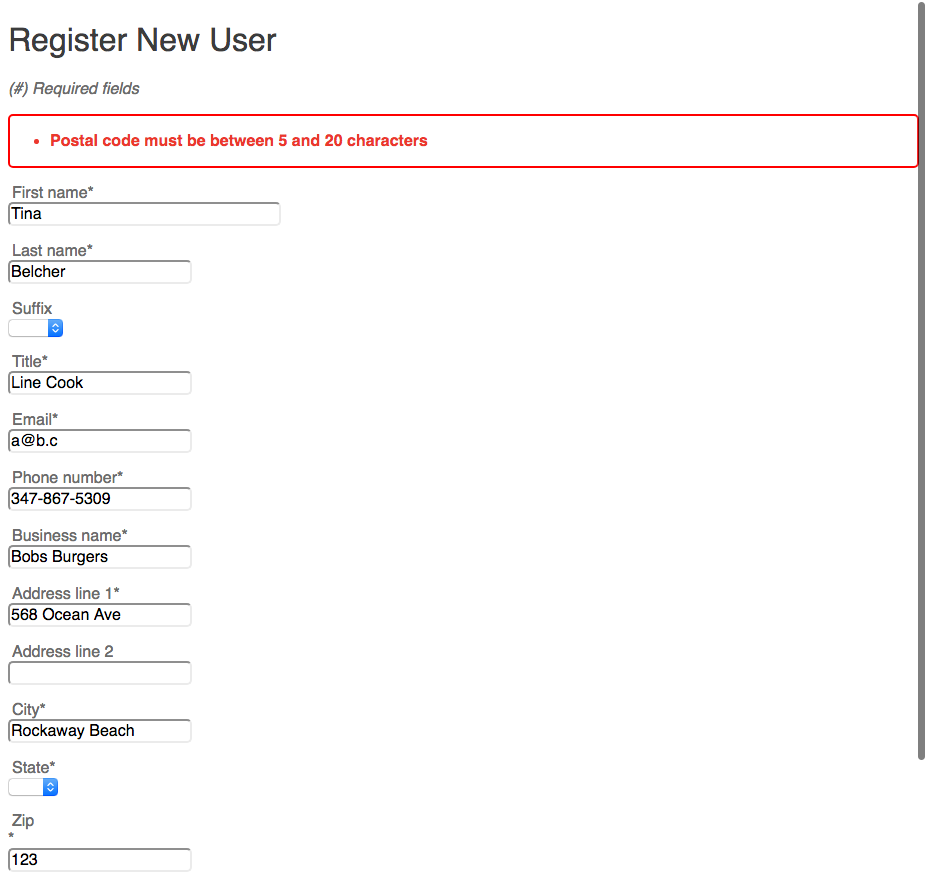 Register New User
(#) Required fields
• Postal code must be between 5 and 20 characters
First name*
Tina
Last name*
Belcher
Suffix
Title*
Line Cook
Email*
a@b.c
Phone number*
347-867-5309
Business name*
Bobs Burgers
Address line 1*
568 Ocean Ave
Address line 2
City*
Rockaway Beach
State*
Zip
*
123